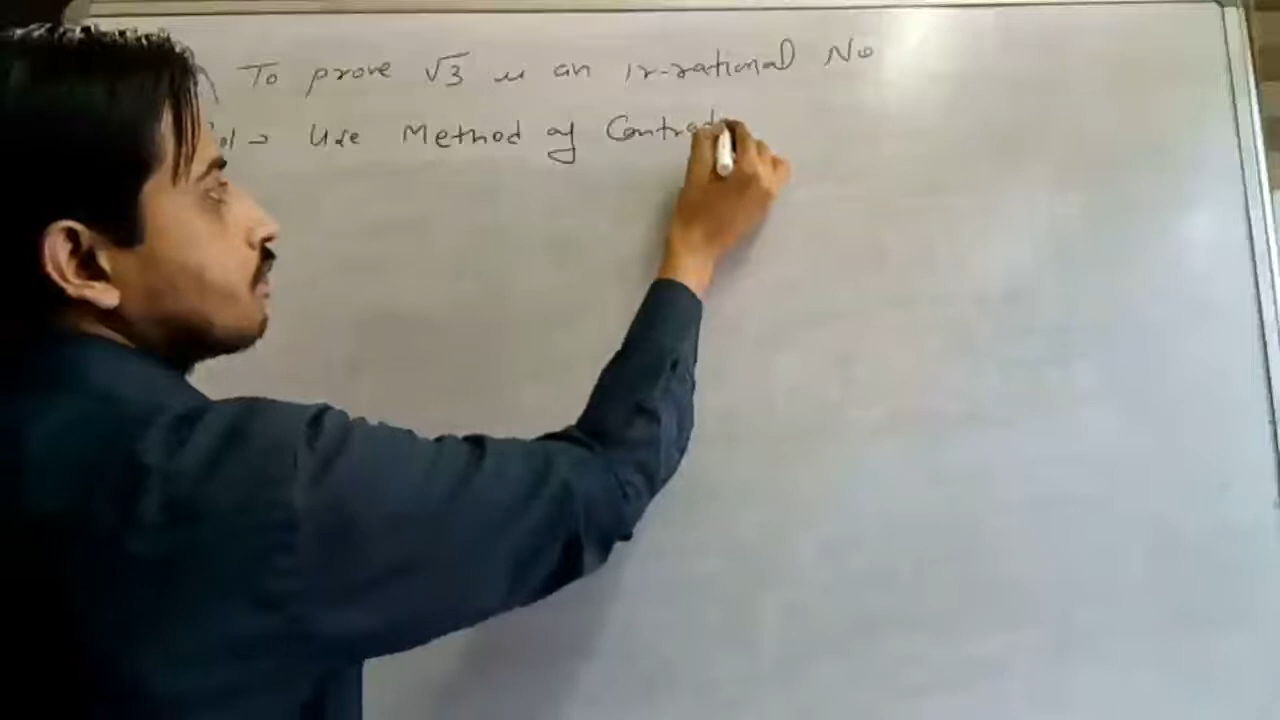 To prove √3 is an ir-rational No
Sol → Use Method of Contrad